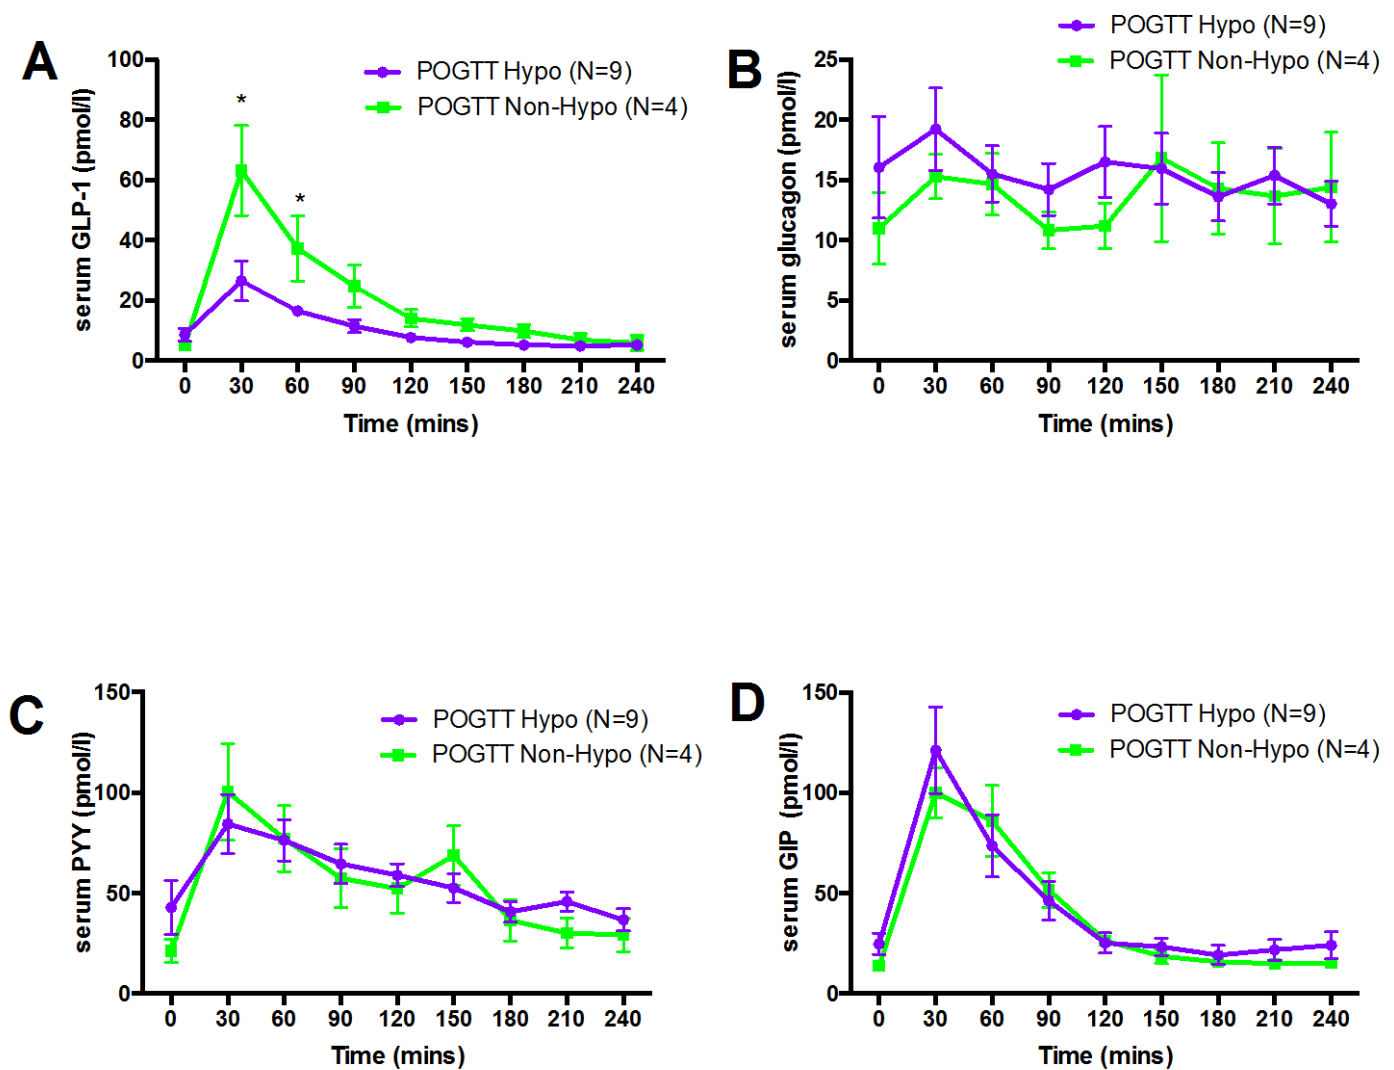 A
serum GLP-1 (pmol/l)
100
80
60
40
20
0
*
*
POGTT Hypo (N=9)
POGTT Non-Hypo (N=4)
0 30 60 90 120 150 180 210 240
Time (mins)
B
serum glucagon (pmol/l)
25
20
15
10
5
0
POGTT Hypo (N=9)
POGTT Non-Hypo (N=4)
0 30 60 90 120 150 180 210 240
Time (mins)
C
serum PYY (pmol/l)
150
100
50
0
POGTT Hypo (N=9)
POGTT Non-Hypo (N=4)
0 30 60 90 120 150 180 210 240
Time (mins)
D
serum GIP (pmol/l)
150
100
50
0
POGTT Hypo (N=9)
POGTT Non-Hypo (N=4)
0 30 60 90 120 150 180 210 240
Time (mins)